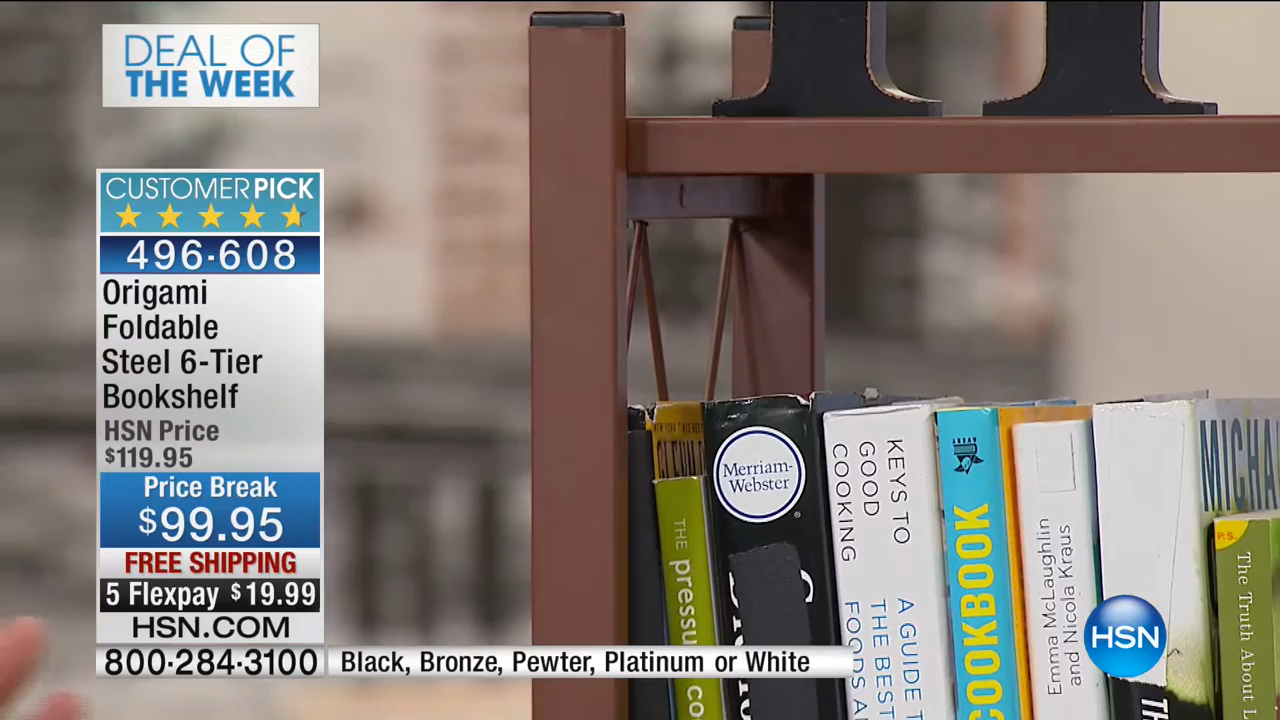 DEAL OF
THE WEEK
CUSTOMER PICK
496-608
Origami
Foldable
Steel 6-Tier
Bookshelf
HSN Price
$119.95
Price Break
$99.95
FREE SHIPPING
5 Flexpay $19.99
HSN.COM
800-284-3100
Black, Bronze, Pewter, Platinum or White
Merriam-
Webster
THE pressu
co
KEYS TO
GOOD
COOKING
A GUIDE T
THE BEST
FOODS A
COOKBOOK
Emma McLaughlin
and Nicola Kraus
MICHA
P.S.
The Truth About L
HSN